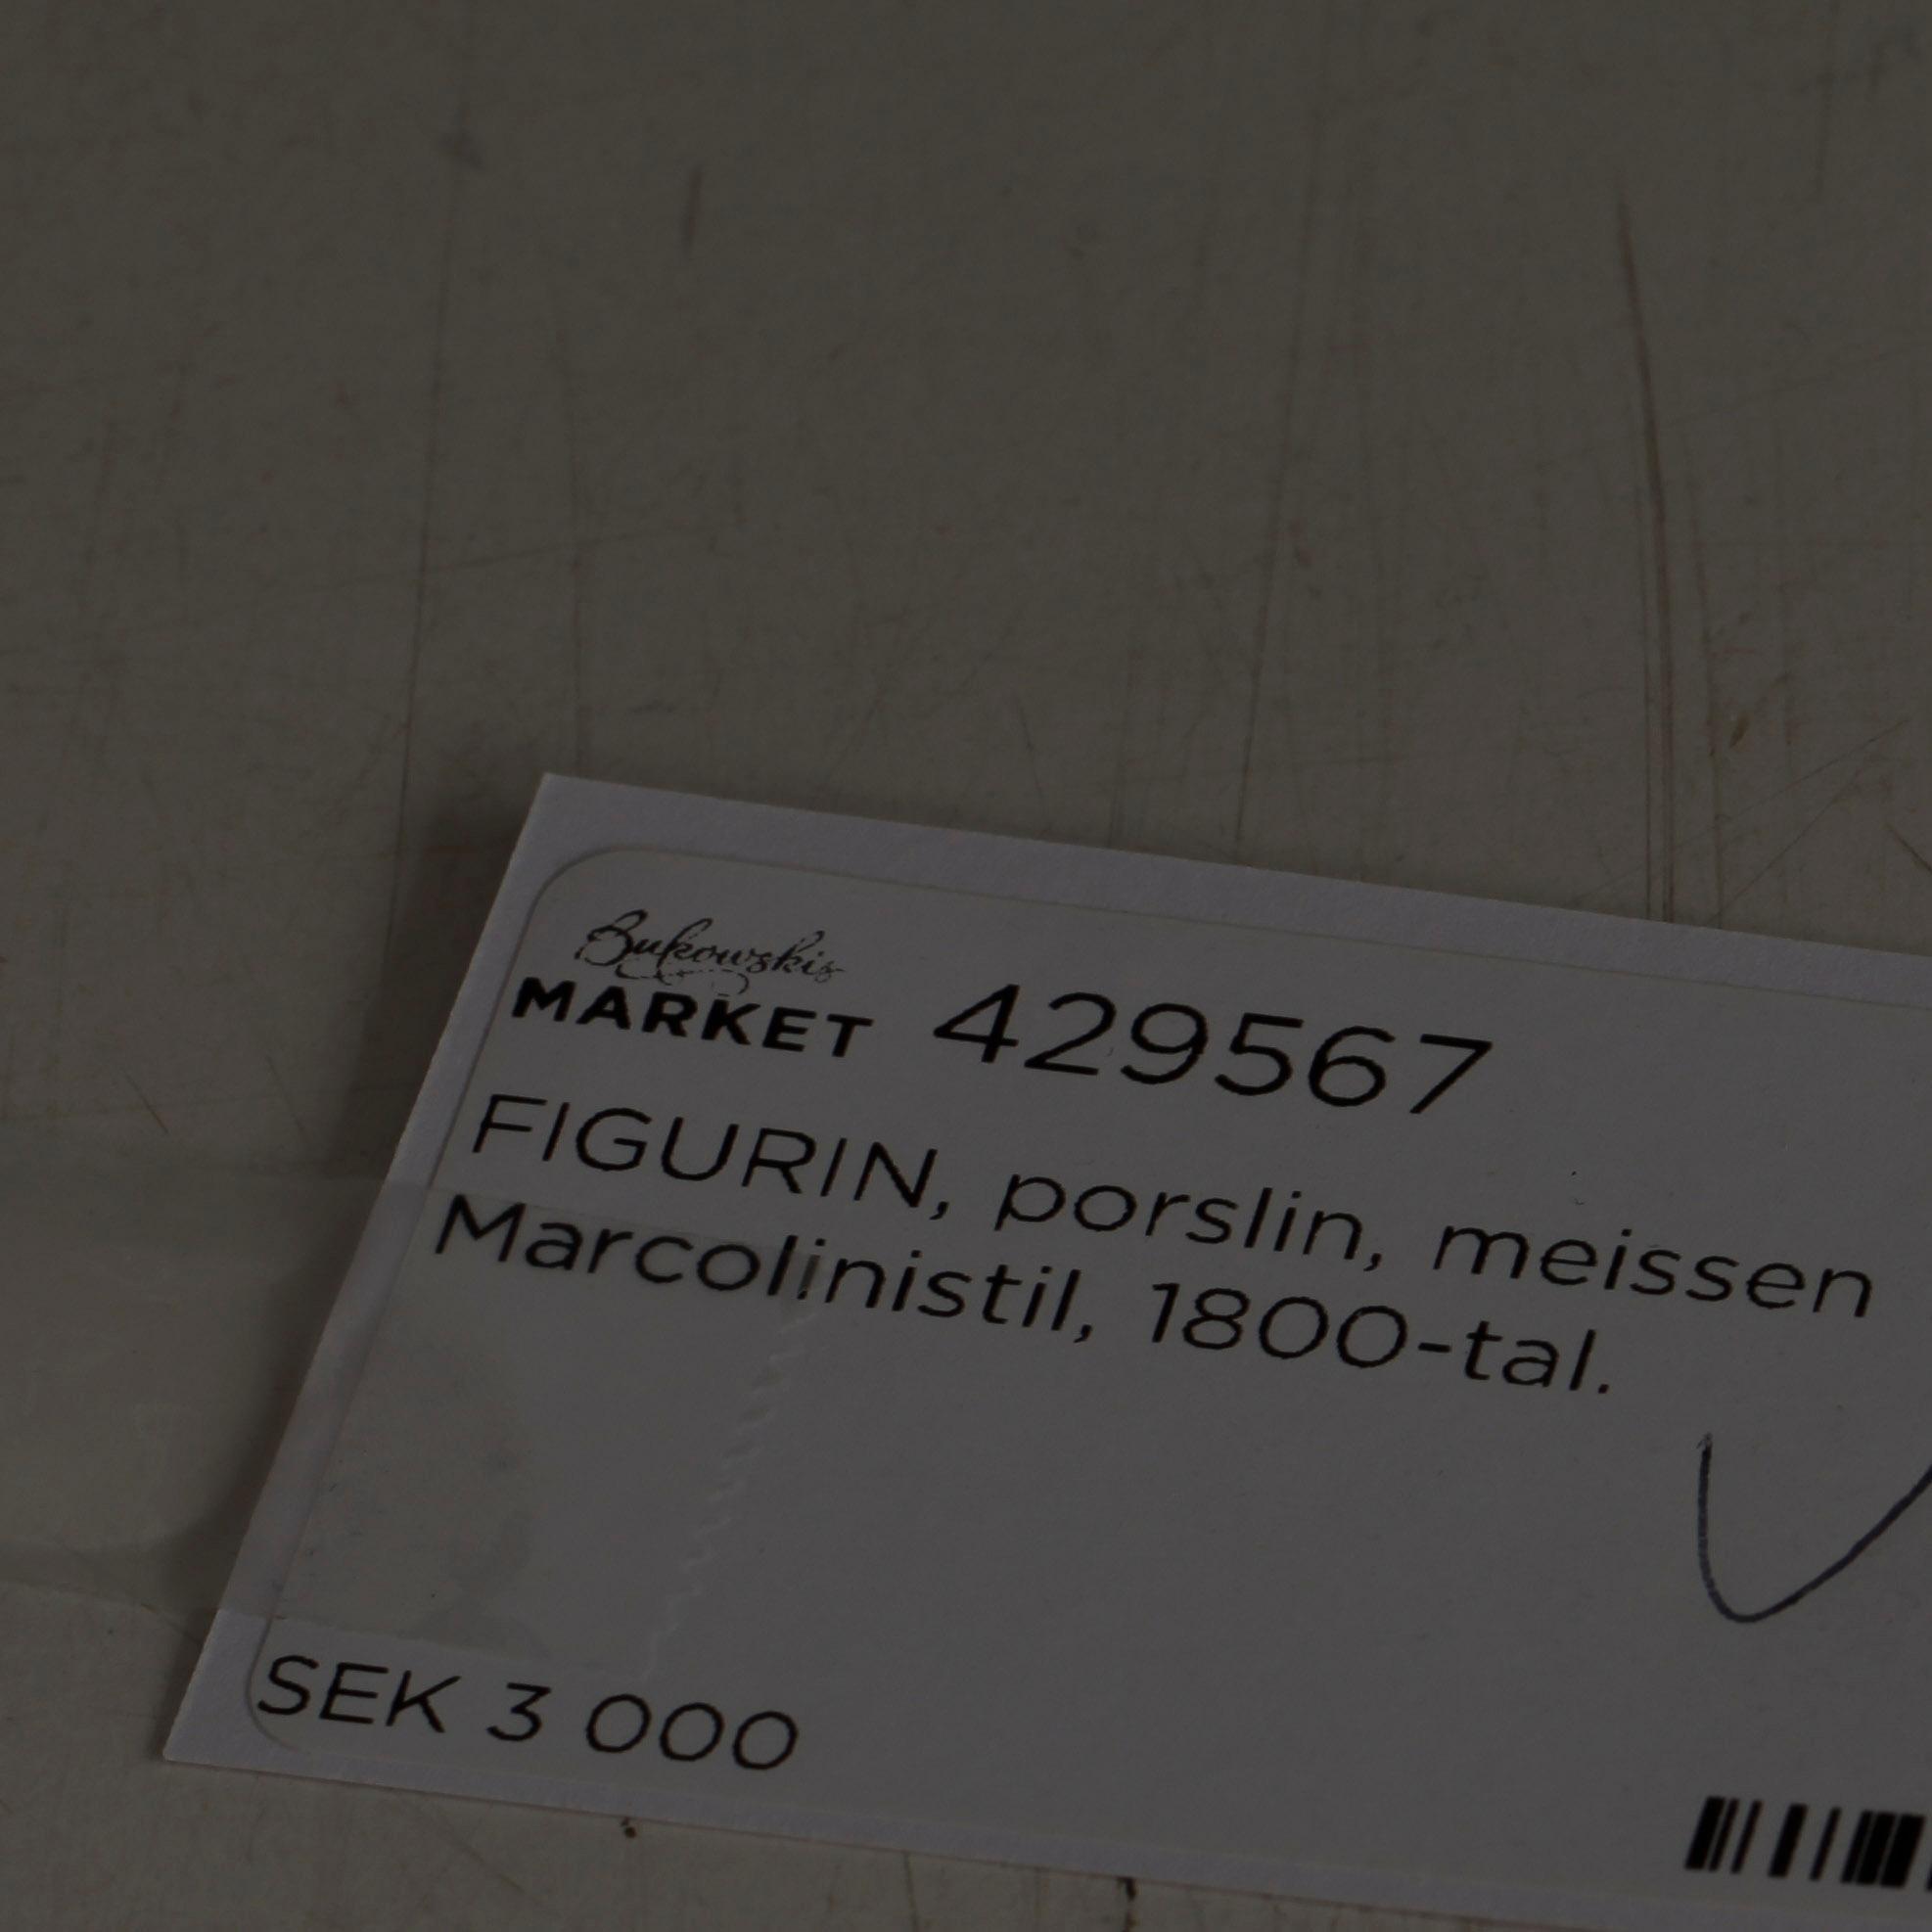 Bukowskis
MARKET 429567
FIGURIN, porslin, meissen
Marcolinistil, 1800-tal.
SEK 3 000